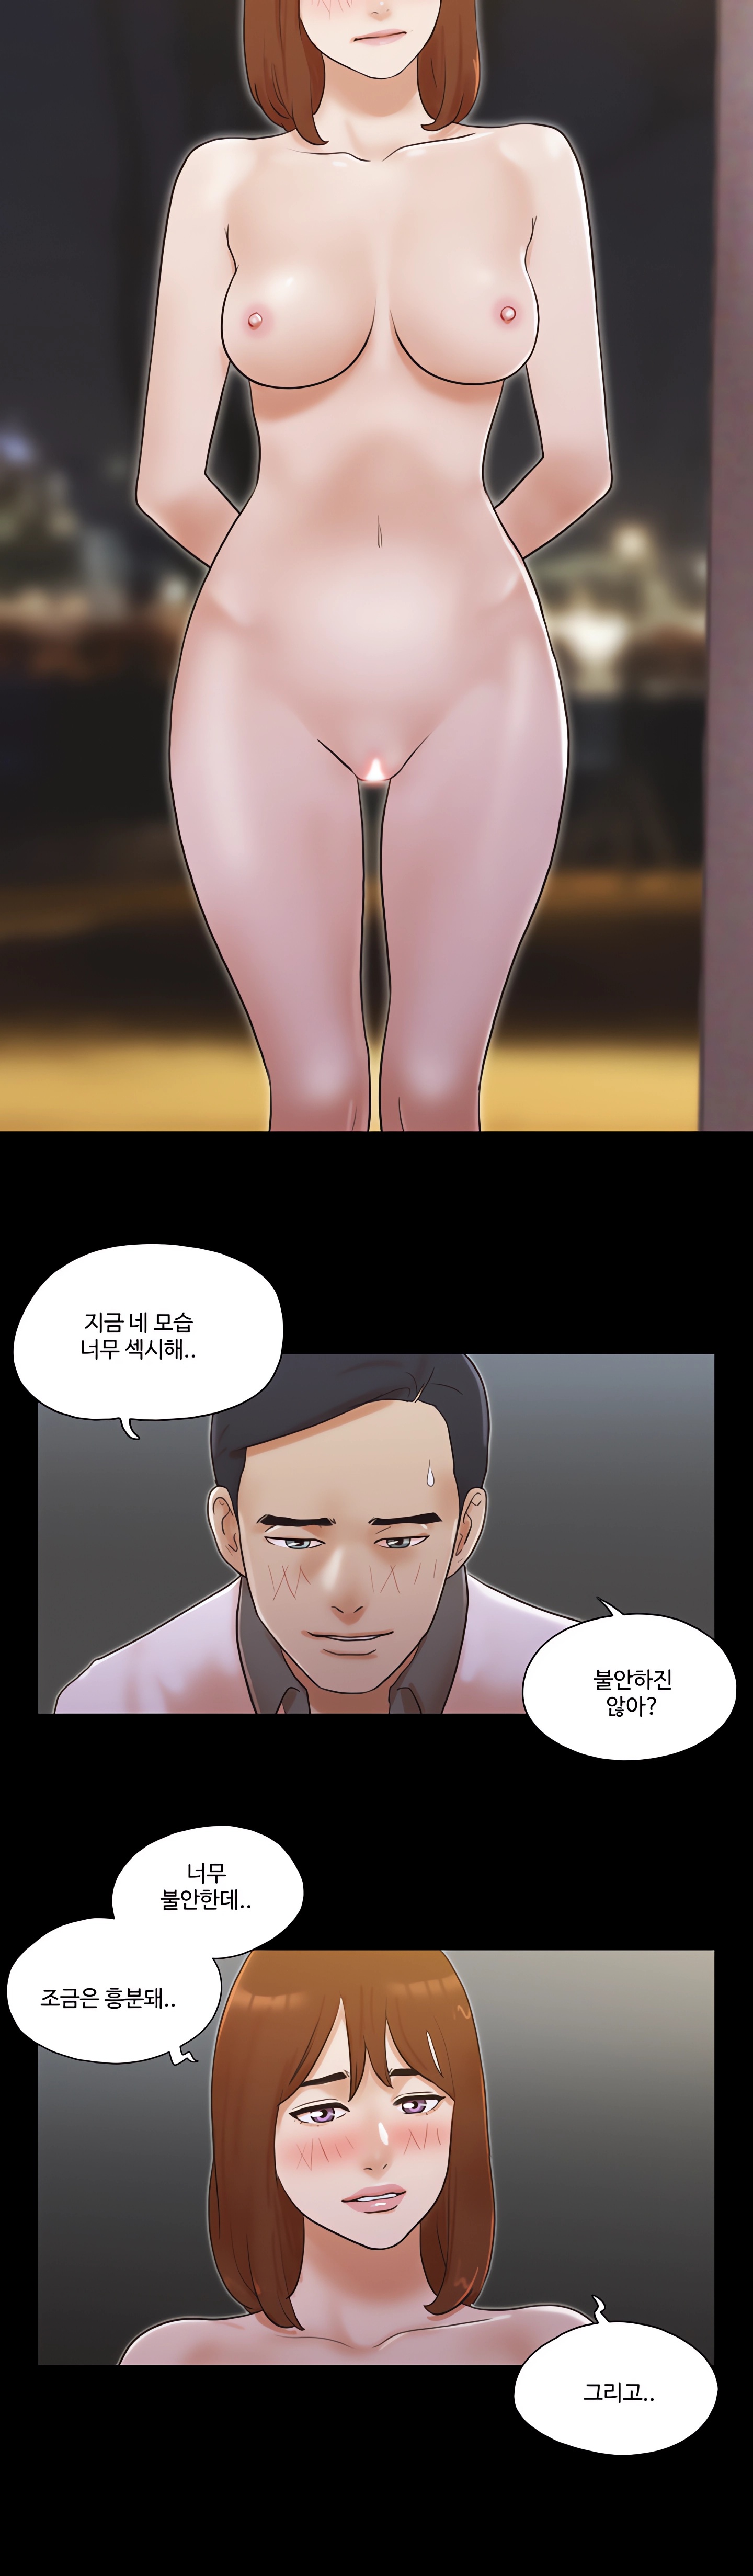 지금 네 모습
너무 섹시해..
불안하진
않아?
너무
불안한데..
조금은 흥분돼..
그리고..